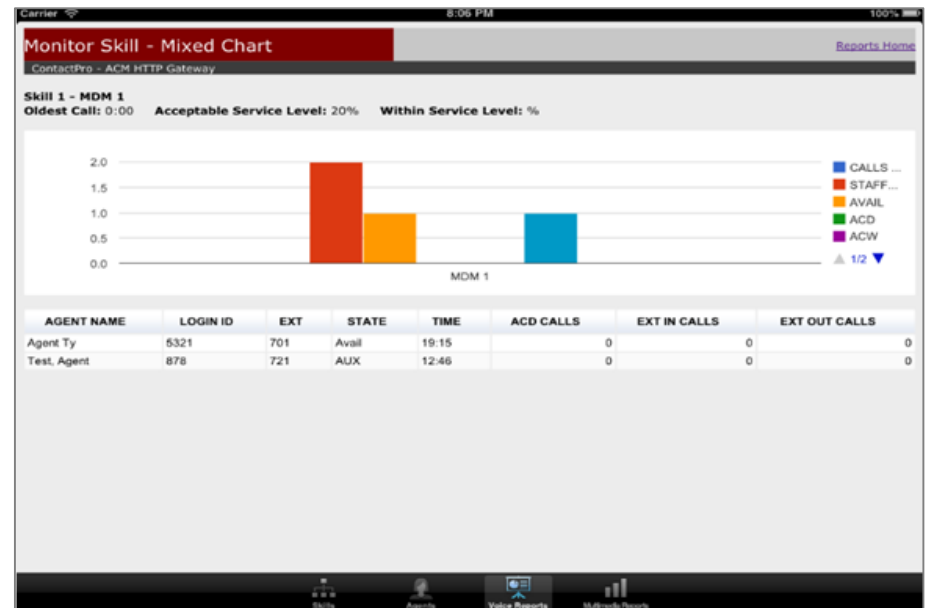 Carrier 8:06 PM 100%
Monitor Skill - Mixed Chart Reports Home
ContactPro - ACM HTTP Gateway
Skill 1 - MDM 1
Oldest Call: 0:00 Acceptable Service Level: 20% Within Service Level: %
2.0
1.5
1.0
0.5
0.0
MDM 1
CALLS ...
STAFF...
AVAIL
ACD
ACW
1/2
AGENT NAME LOGIN ID EXT STATE TIME ACD CALLS EXT IN CALLS EXT OUT CALLS
Agent Ty 5321 701 Avail 19:15 0 0 0
Test, Agent 878 721 AUX 12:46 0 0 0
Skills Agents Voice Reports Multimedia Reports